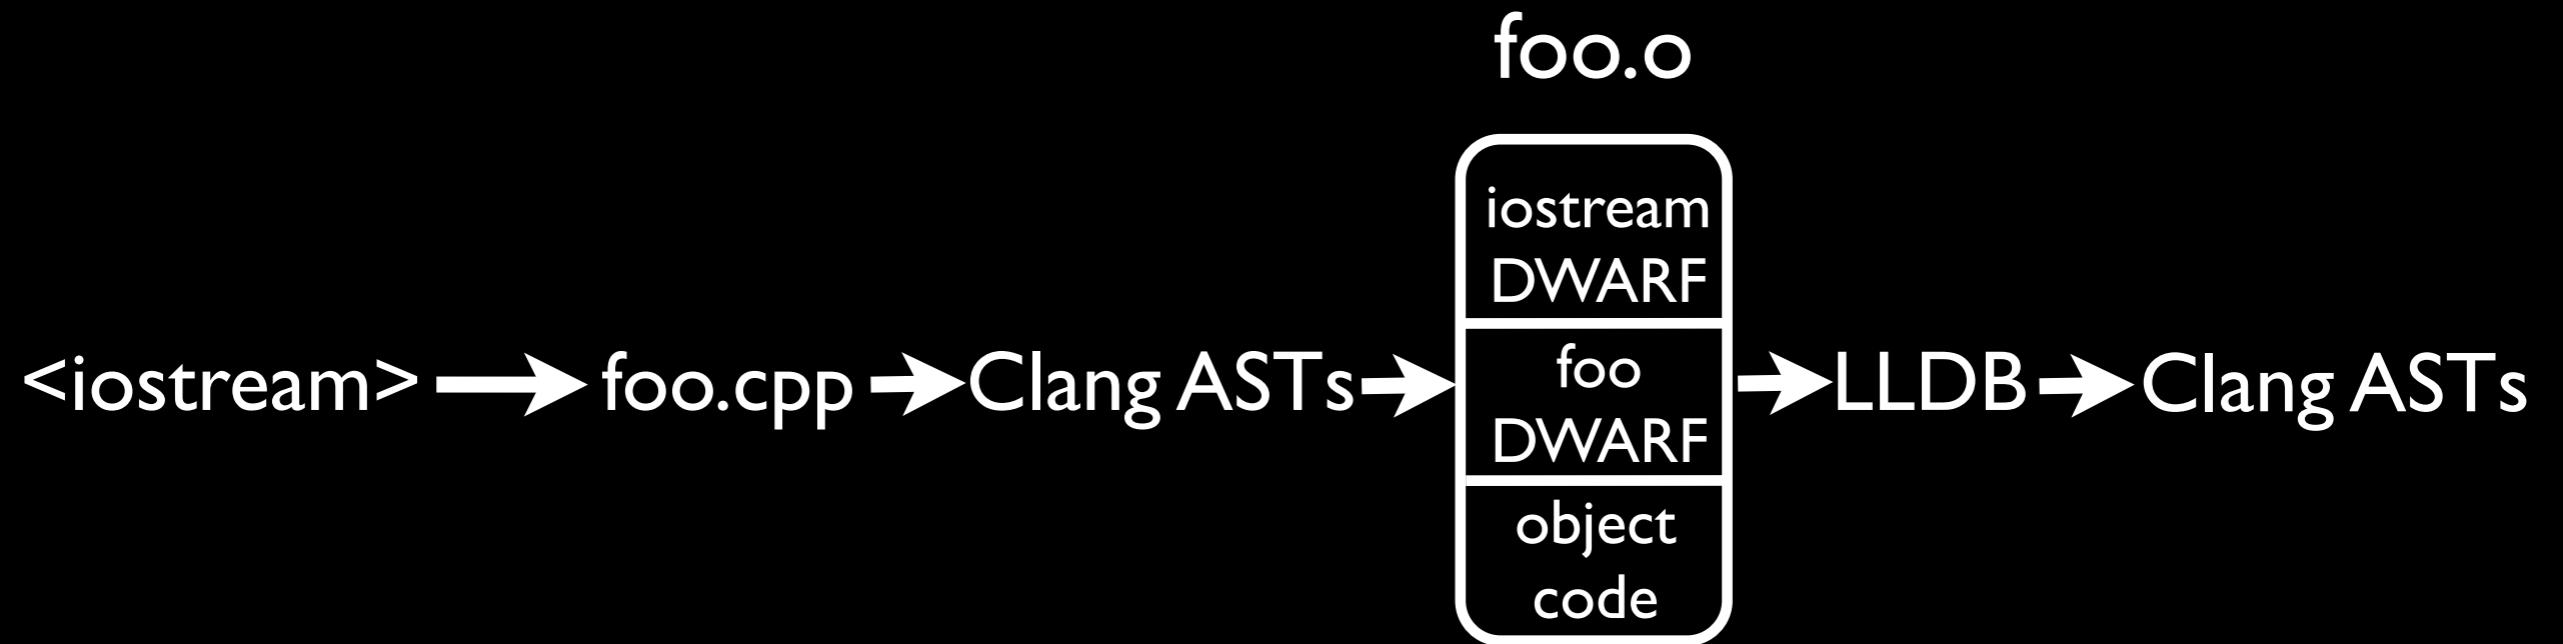 foo.o
iostream
DWARF
<iostream> foo.cpp Clang ASTs foo LLDB Clang ASTs
DWARF
object
code